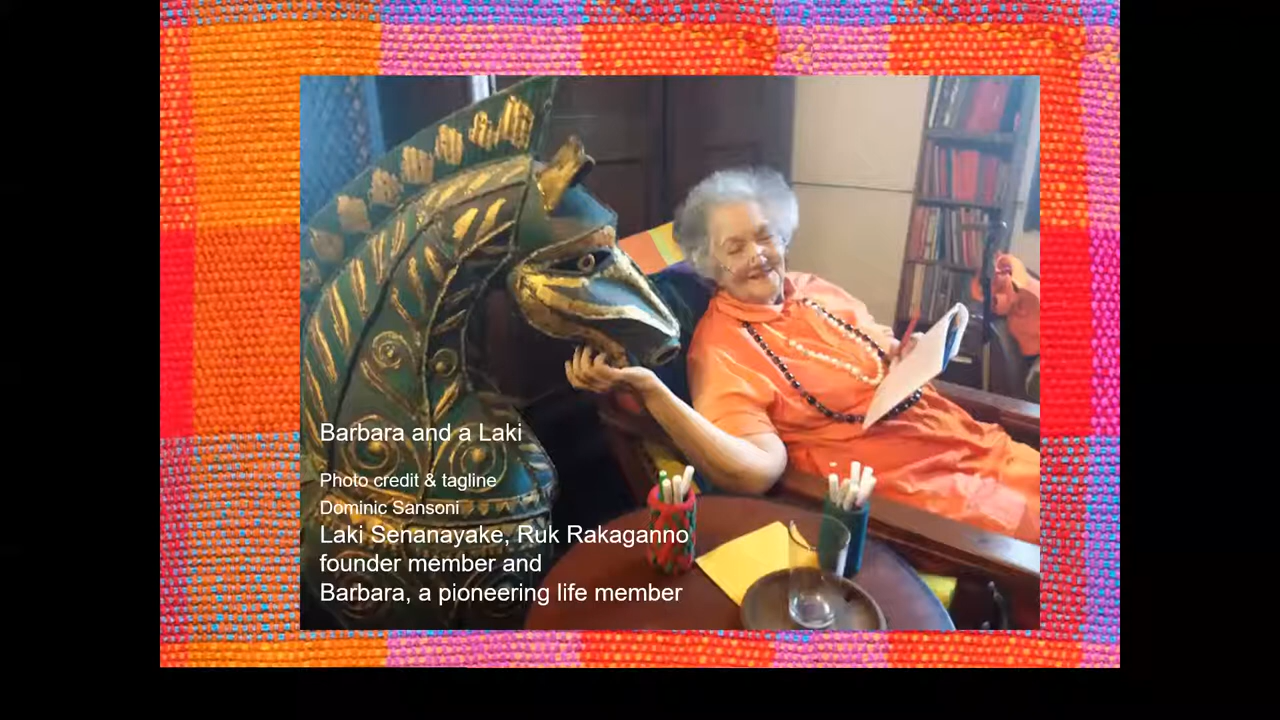 Barbara and a Laki
Photo credit & tagline
Dominic Sansoni
Laki Senanayake, Ruk Rakaganno
founder member and
Barbara, a pioneering life member